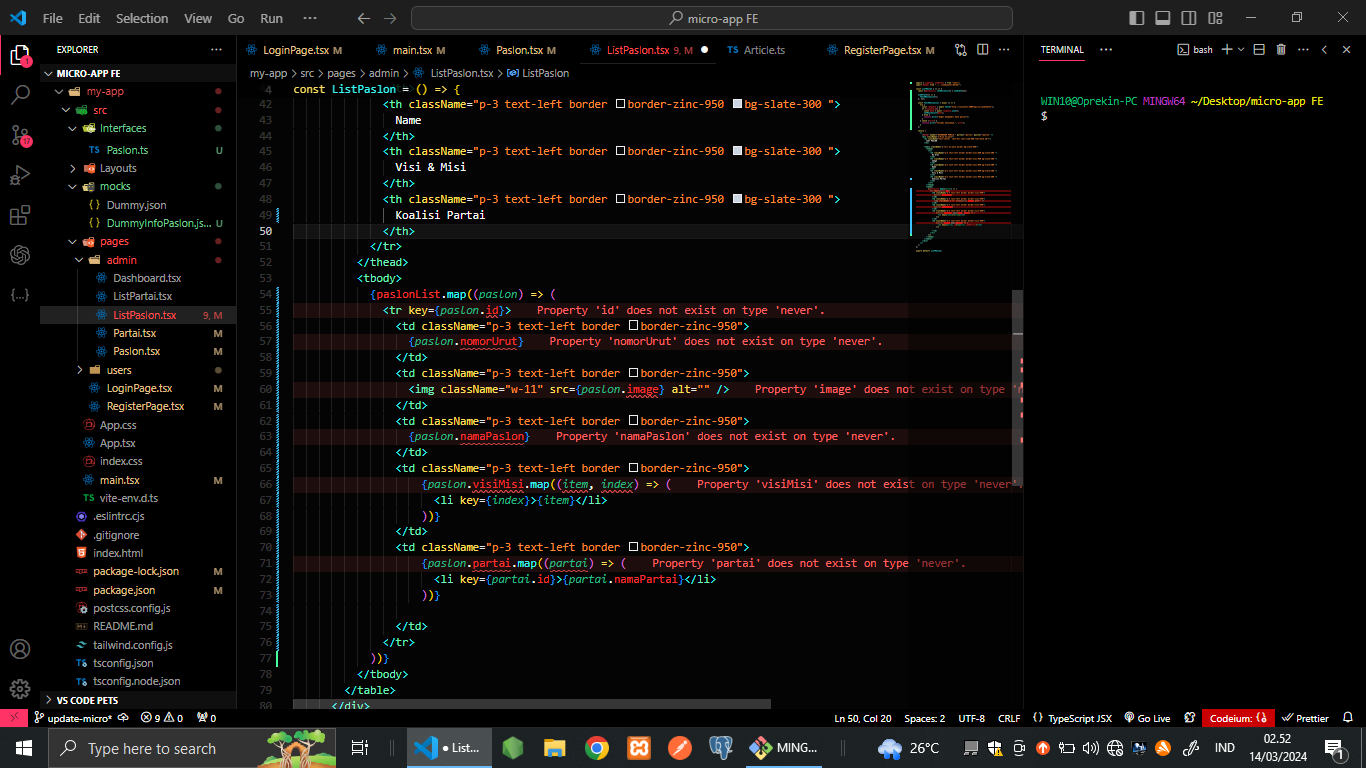 File Edit Selection View Go Run ··· micro-app FE
EXPLORER ···
MICRO-APP FE
my-app
src
Interfaces
Paslon.ts U
Layouts
mocks
Dummy.json
DummyInfoPaslon.js... U
pages
admin
Dashboard.tsx
ListPartai.tsx
ListPaslon.tsx 9, M
Partai.tsx M
Paslon.tsx M
users
LoginPage.tsx M
RegisterPage.tsx M
App.css
App.tsx
index.css
main.tsx M
vite-env.d.ts
.eslintrc.cjs
.gitignore
index.html
package-lock.json M
package.json M
postcss.config.js
README.md
tailwind.config.js
tsconfig.json
tsconfig.node.json
VS CODE PETS
LoginPage.tsx M main.tsx M Paslon.tsx M ListPaslon.tsx 9, M Article.ts RegisterPage.tsx M ···
my-app > src > pages > admin > ListPaslon.tsx > ListPaslon
4 const ListPaslon = () => {
42 <th className="p-3 text-left border border-zinc-950 bg-slate-300 ">
43 Name
44 </th>
45 <th className="p-3 text-left border border-zinc-950 bg-slate-300 ">
46 Visi & Misi
47 </th>
48 <th className="p-3 text-left border border-zinc-950 bg-slate-300 ">
49 Koalisi Partai
50 </th>
51 </tr>
52 </thead>
53 <tbody>
54 {paslonList.map((paslon) => (
55 <tr key={paslon.id}> Property 'id' does not exist on type 'never'.
56 <td className="p-3 text-left border border-zinc-950">
57 {paslon.nomorUrut} Property 'nomorUrut' does not exist on type 'never'.
58 </td>
59 <td className="p-3 text-left border border-zinc-950">
60 <img className="w-11" src={paslon.image} alt="" /> Property 'image' does not exist on type 'n
61 </td>
62 <td className="p-3 text-left border border-zinc-950">
63 {paslon.namaPaslon} Property 'namaPaslon' does not exist on type 'never'.
64 </td>
65 <td className="p-3 text-left border border-zinc-950">
66 {paslon.visiMisi.map((item, index) => ( Property 'visiMisi' does not exist on type 'never'
67 <li key={index}>{item}</li>
68 ))}
69 </td>
70 <td className="p-3 text-left border border-zinc-950">
71 {paslon.partai.map((partai) => ( Property 'partai' does not exist on type 'never'.
72 <li key={partai.id}>{partai.namaPartai}</li>
73 ))}
74
75 </td>
76 </tr>
77 ))}
78 </tbody>
79 </table>
80 </div>
TERMINAL ··· bash
WIN10@Oprekin-PC MINGW64 ~/Desktop/micro-app FE
$
update-micro* 9 0 0 Ln 50, Col 20 Spaces: 2 UTF-8 CRLF TypeScript JSX Go Live Codeium: {} Prettier
Type here to search List... MING... 26°C IND 02.52
14/03/2024